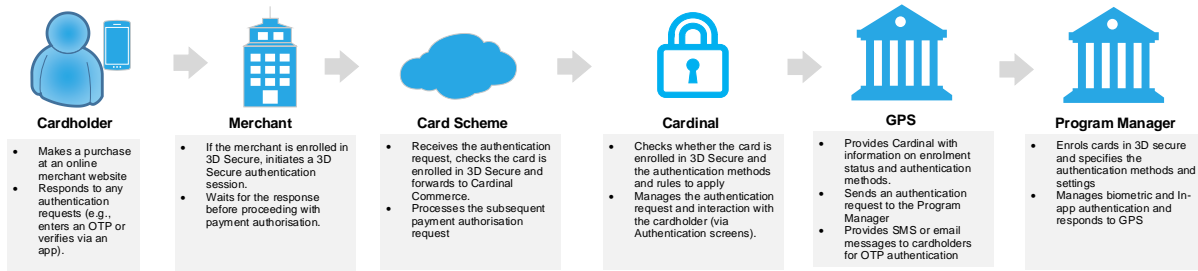 Cardholder
• Makes a purchase
at an online
merchant website
• Responds to any
authentication
requests (e.g.,
enters an OTP or
verifies via an
app).
Merchant
• If the merchant is enrolled in
3D Secure, initiates a 3D
Secure authentication
session.
• Waits for the response
before proceeding with
payment authorisation.
Card Scheme
• Receives the authentication
request, checks the card is
enrolled in 3D Secure and
forwards to Cardinal
Commerce.
• Processes the subsequent
payment authorisation
request
Cardinal
• Checks whether the card is
enrolled in 3D Secure and
the authentication methods
and rules to apply
• Manages the authentication
request and interaction with
the cardholder (via
Authentication screens).
GPS
• Provides Cardinal with
information on enrolment
status and authentication
methods.
• Sends an authentication
request to the Program
Manager
• Provides SMS or email
messages to cardholders
for OTP authentication
Program Manager
• Enrols cards in 3D secure
and specifies the
authentication methods and
settings
• Manages biometric and In-
app authentication and
responds to GPS